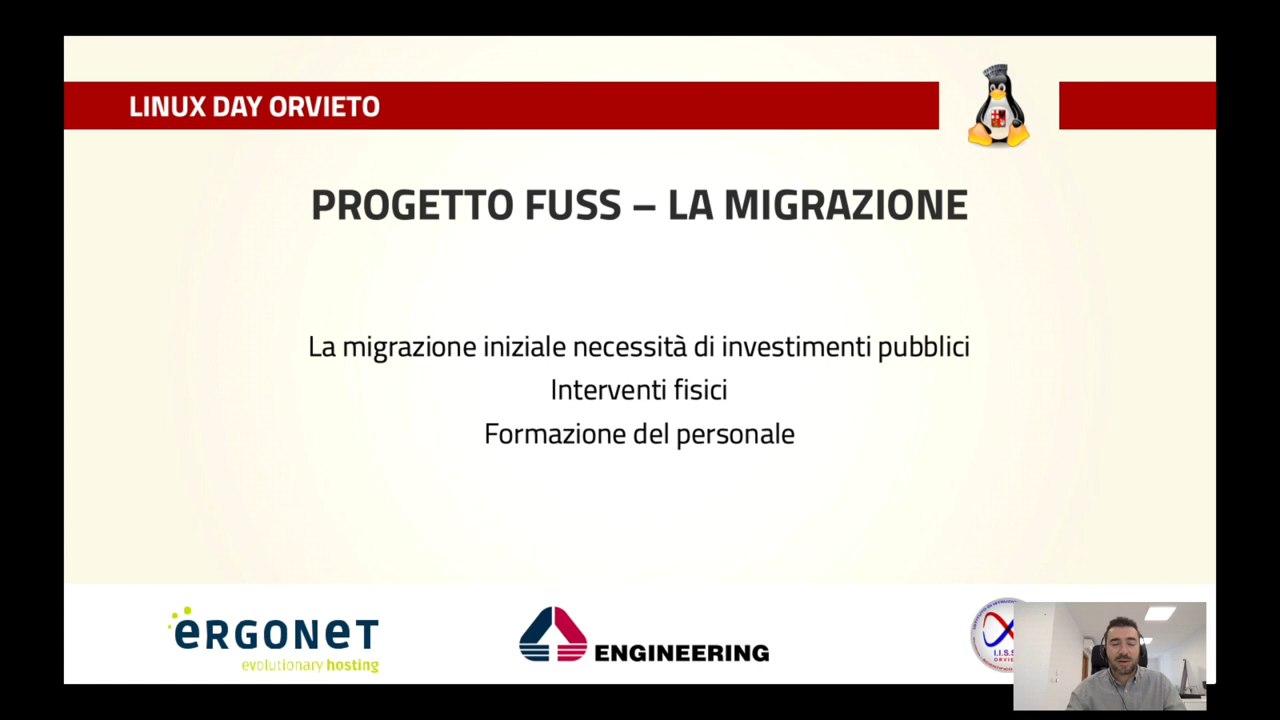 LINUX DAY ORVIETO
PROGETTO FUSS – LA MIGRAZIONE
La migrazione iniziale necessità di investimenti pubblici
Interventi fisici
Formazione del personale
eRGONeT
evolutionary hosting
ENGINEERING